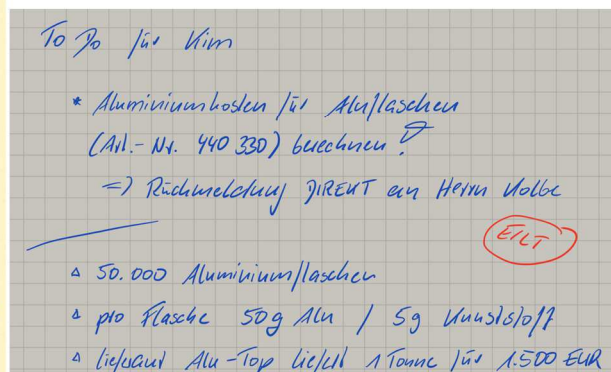 To Do für Kim
* Aluminiumkosten für Aluflaschen
(Art.-Nr. 440 330) berechnen!
=> Rückmeldung DIREKT an Herrn Kolbe
EILT
△ 50.000 Aluminiumflaschen
△ pro Flasche 50g Alu / 5g Kunststoff
△ Lieferant Alu-Top liefert 1 Tonne für 1.500 EUR